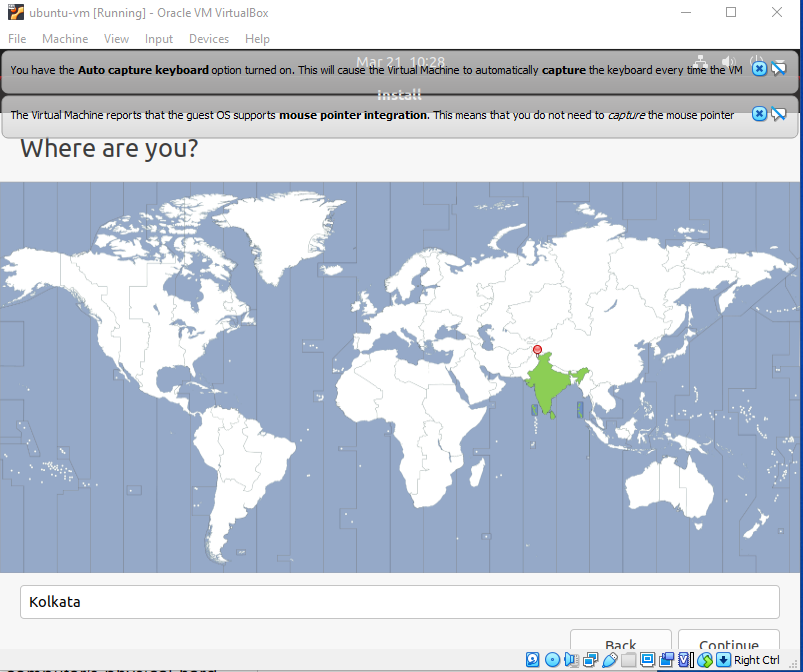 ubuntu-vm [Running] - Oracle VM VirtualBox
File Machine View Input Devices Help
Mar 21 10:28
You have the Auto capture keyboard option turned on. This will cause the Virtual Machine to automatically capture the keyboard every time the VM
Install
The Virtual Machine reports that the guest OS supports mouse pointer integration. This means that you do not need to capture the mouse pointer
Where are you?
Kolkata
Back Continue
Right Ctrl